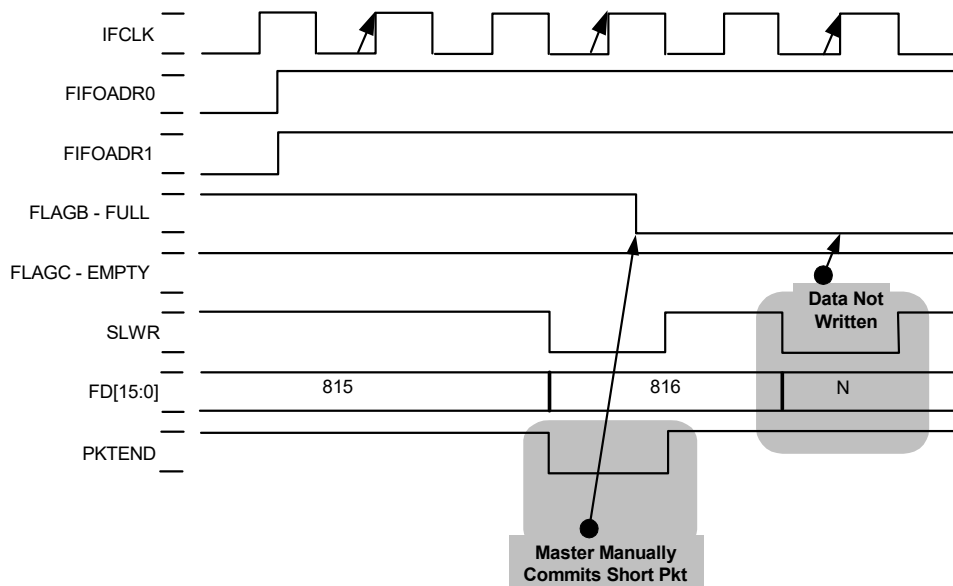 IFCLK
FIFOADR0
FIFOADR1
FLAGB - FULL
FLAGC - EMPTY
Data Not
Written
SLWR
FD[15:0]
815
816
N
PKTEND
Master Manually
Commits Short Pkt